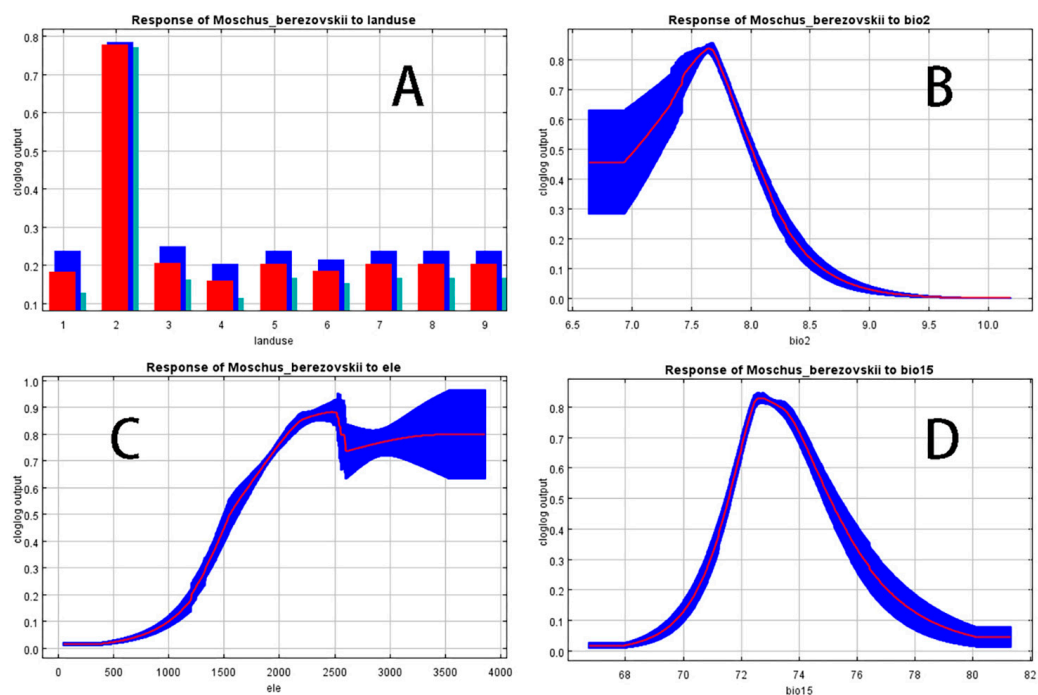 Response of Moschus_berezovskii to landuse
cloglog output
0.8
0.7
0.6
0.5
0.4
0.3
0.2
0.1
A
1 2 3 4 5 6 7 8 9
landuse
Response of Moschus_berezovskii to bio2
cloglog output
0.8
0.7
0.6
0.5
0.4
0.3
0.2
0.1
0.0
B
6.5 7.0 7.5 8.0 8.5 9.0 9.5 10.0
bio2
Response of Moschus_berezovskii to ele
cloglog output
1.0
0.9
0.8
0.7
0.6
0.5
0.4
0.3
0.2
0.1
0.0
C
0 500 1000 1500 2000 2500 3000 3500 4000
ele
Response of Moschus_berezovskii to bio15
cloglog output
0.8
0.7
0.6
0.5
0.4
0.3
0.2
0.1
0.0
D
68 70 72 74 76 78 80 82
bio15